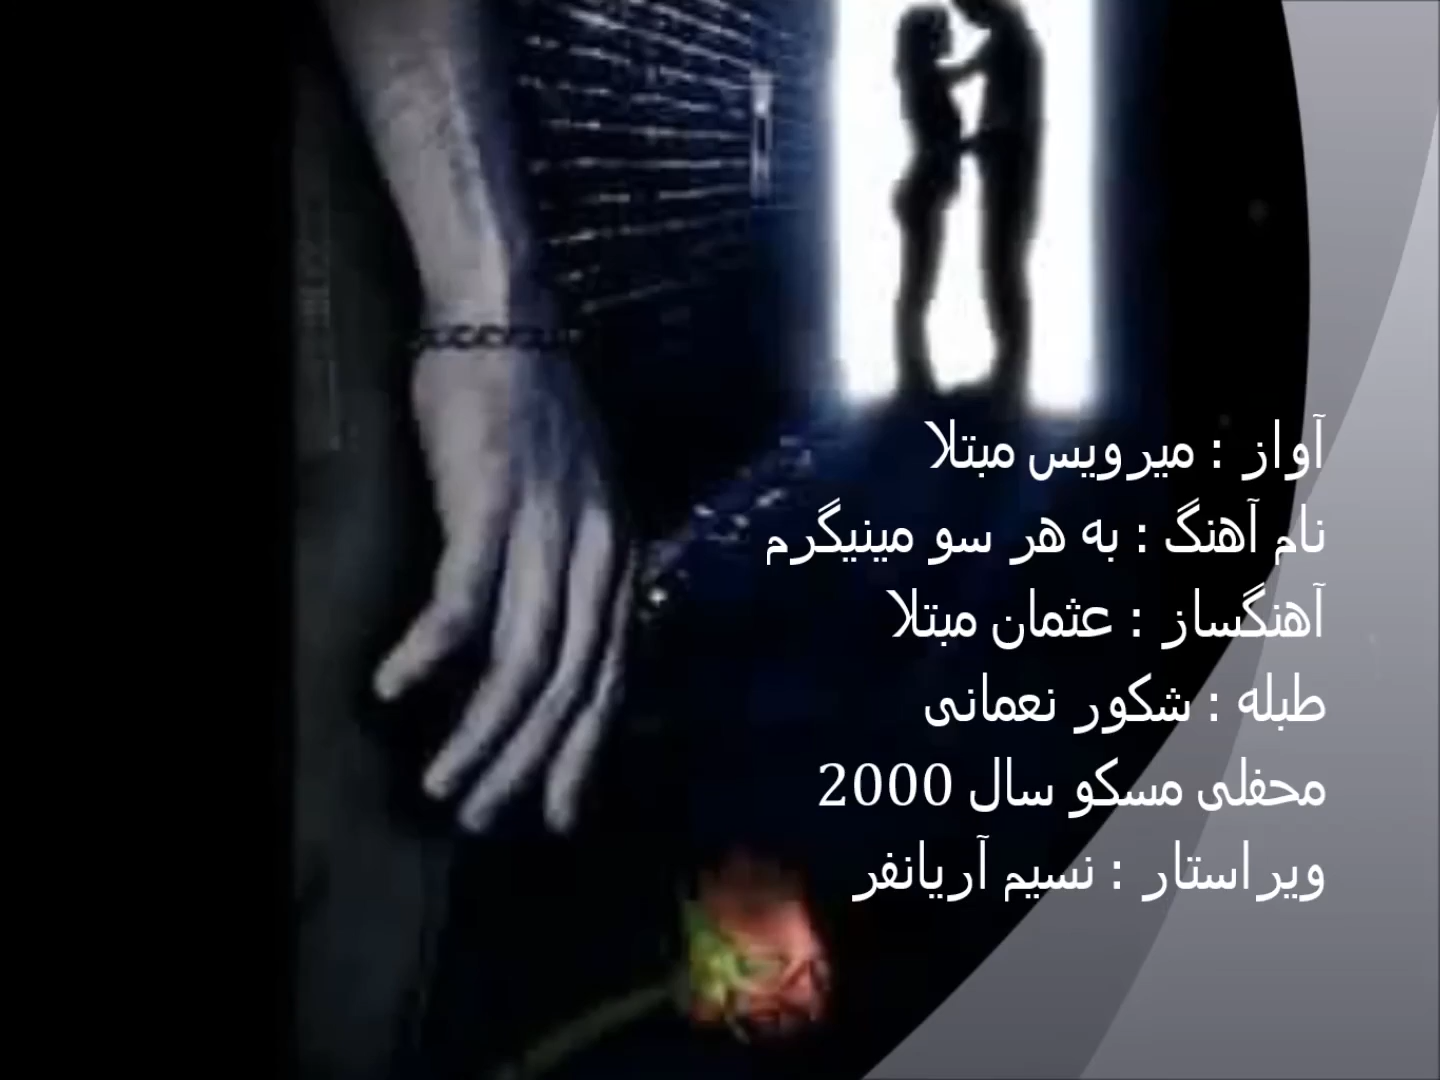 آواز : میرویس مبتلا
نام آهنگ : به هر سو مینیگرم
آهنگساز : عثمان مبتلا
طبله : شکور نعمانی
محفلی مسکو سال 2000
ویراستار : نسیم آریانفر